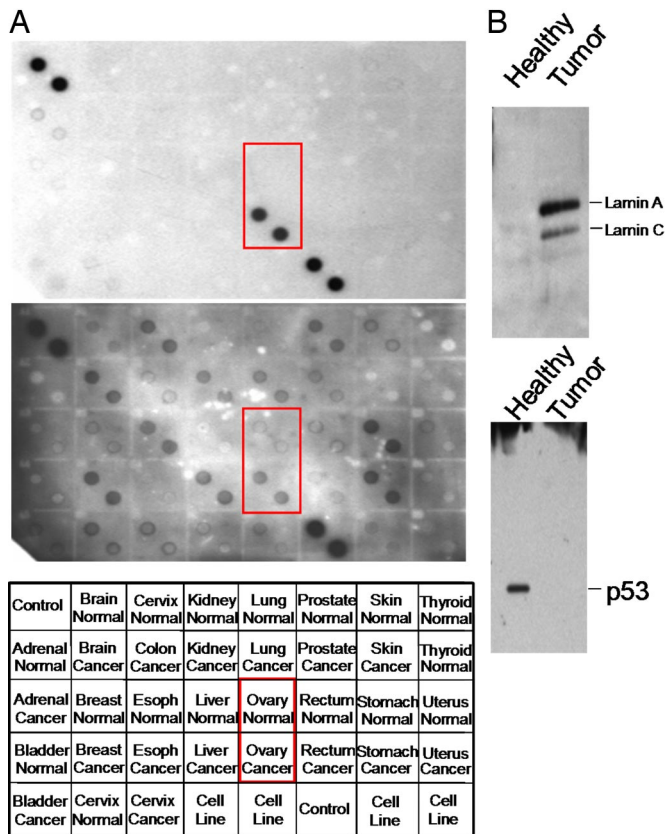 A
B
Healthy
Tumor
Lamin A
Lamin C
Healthy
Tumor
p53
Control
Brain Normal
Cervix Normal
Kidney Normal
Lung Normal
Prostate Normal
Skin Normal
Thyroid Normal
Adrenal Normal
Brain Cancer
Colon Cancer
Kidney Cancer
Lung Cancer
Prostate Cancer
Skin Cancer
Thyroid Normal
Adrenal Cancer
Breast Normal
Esoph Normal
Liver Normal
Ovary Normal
Rectum Normal
Stomach Normal
Uterus Normal
Bladder Normal
Breast Cancer
Esoph Cancer
Liver Cancer
Ovary Cancer
Rectum Cancer
Stomach Cancer
Uterus Cancer
Bladder Cancer
Cervix Normal
Cervix Cancer
Cell Line
Cell Line
Control
Cell Line
Cell Line